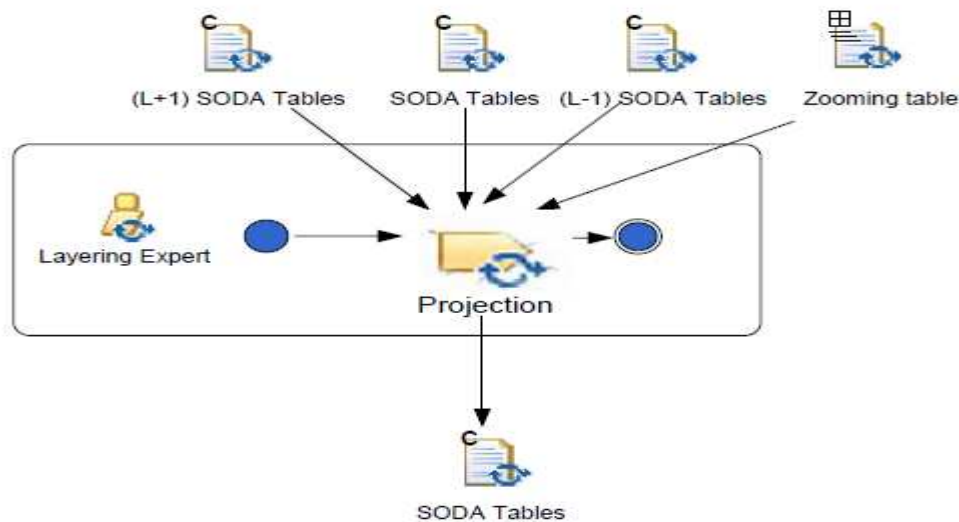 C
C
C
(L+1) SODA Tables
SODA Tables
(L-1) SODA Tables
Zooming table
Layering Expert
Projection
C
SODA Tables